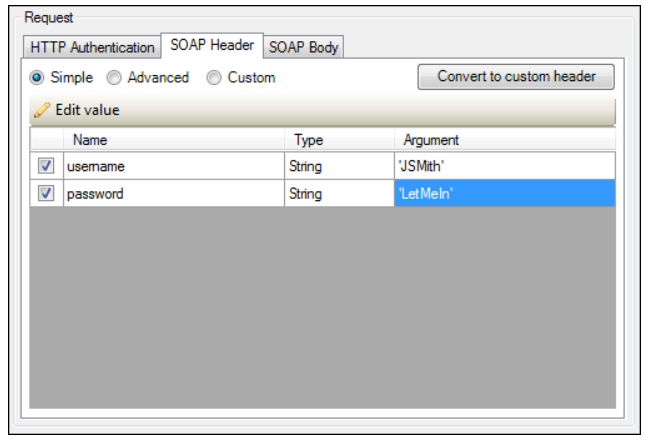 Request
HTTP Authentication SOAP Header SOAP Body
Simple Advanced Custom Convert to custom header
Edit value
Name Type Argument
username String 'JSMith'
password String 'LetMeIn'